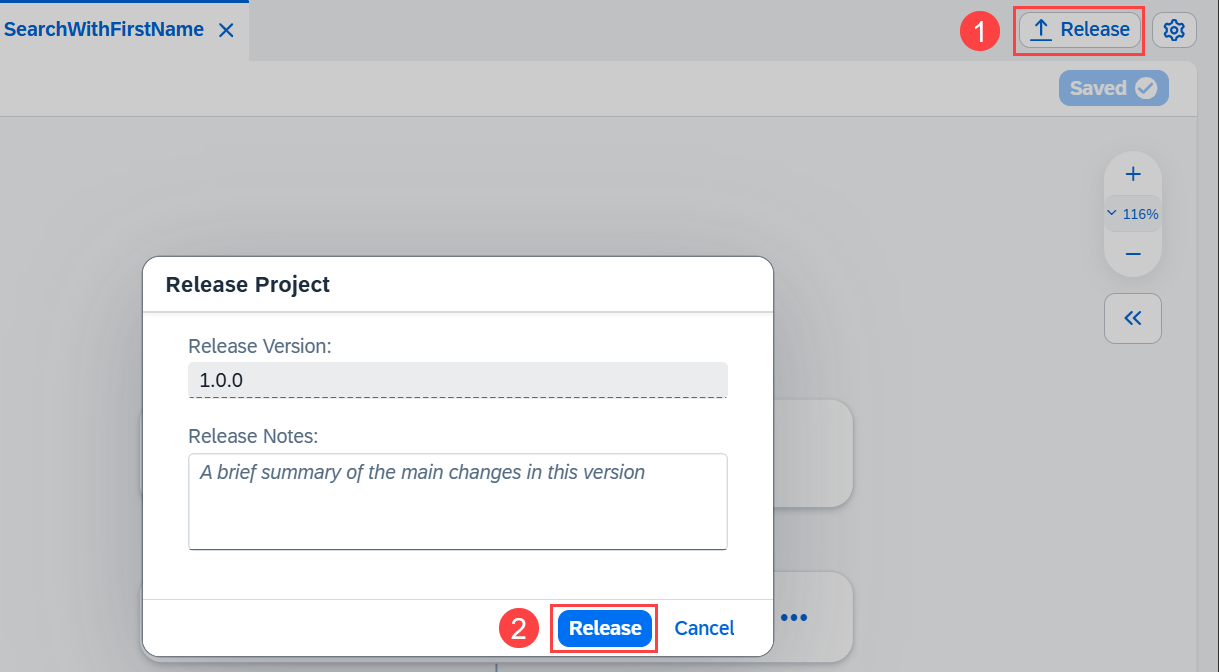 SearchWithFirstName
1 Release
Saved
116%
Release Project
Release Version:
1.0.0
Release Notes:
A brief summary of the main changes in this version
2 Release Cancel